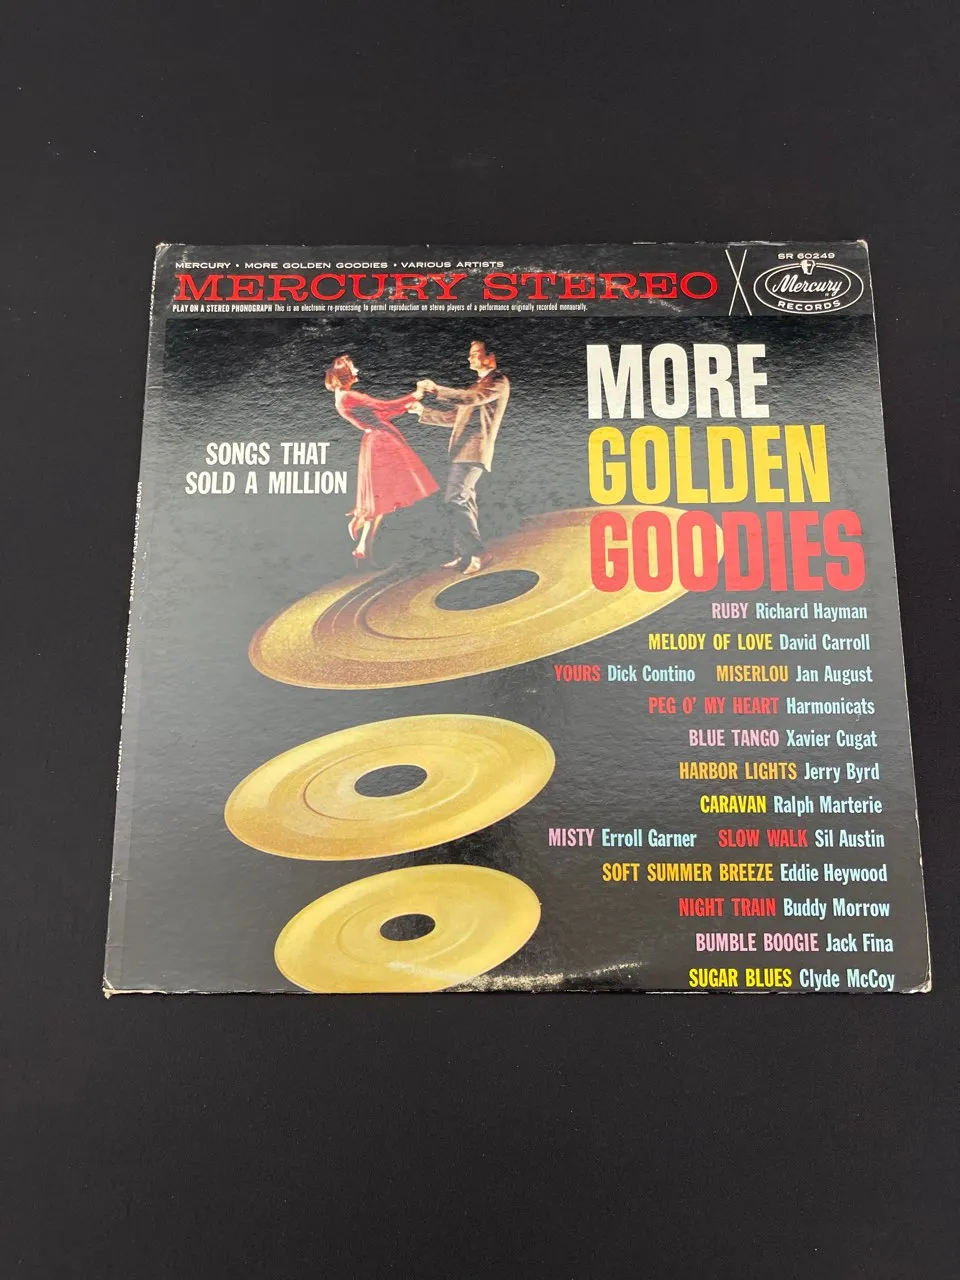 MERCURY • MORE GOLDEN GOODIES • VARIOUS ARTISTS
MERCURY STEREO
PLAY ON A STEREO PHONOGRAPH This is an electronic re-processing to permit reproduction on stereo players of a performance originally recorded monaurally.
SR 60249
Mercury
RECORDS
MORE
GOLDEN
GOODIES
SONGS THAT
SOLD A MILLION
RUBY Richard Hayman
MELODY OF LOVE David Carroll
YOURS Dick Contino MISERLOU Jan August
PEG O' MY HEART Harmonicats
BLUE TANGO Xavier Cugat
HARBOR LIGHTS Jerry Byrd
CARAVAN Ralph Marterie
MISTY Erroll Garner SLOW WALK Sil Austin
SOFT SUMMER BREEZE Eddie Heywood
NIGHT TRAIN Buddy Morrow
BUMBLE BOOGIE Jack Fina
SUGAR BLUES Clyde McCoy
MORE GOLDEN GOODIES